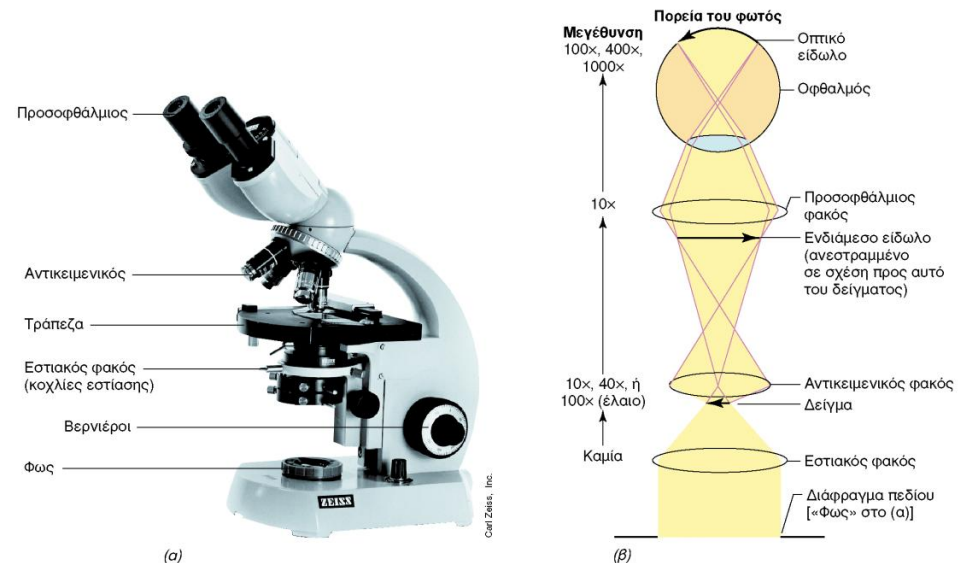 Προσοφθάλμιος
Αντικειμενικός
Τράπεζα
Εστιακός φακός
(κοχλίες εστίασης)
Βερνιέροι
Φως
ZEISS
Carl Zeiss, Inc.
(α)
Πορεία του φωτός
Μεγέθυνση
100×, 400×,
1000×
Οπτικό
είδωλο
Οφθαλμός
10×
Προσοφθάλμιος
φακός
Ενδιάμεσο είδωλο
(ανεστραμμένο
σε σχέση προς αυτό
του δείγματος)
10×, 40×, ή
100× (έλαιο)
Αντικειμενικός φακός
Δείγμα
Καμία
Εστιακός φακός
Διάφραγμα πεδίου
[«Φως» στο (α)]
(β)